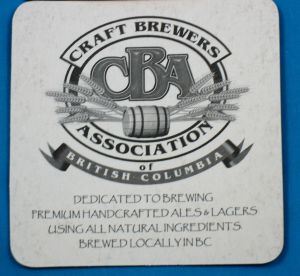 CRAFT BREWERS
CBA
ASSOCIATION
of
BRITISH COLUMBIA
DEDICATED TO BREWING
PREMIUM HANDCRAFTED ALES & LAGERS
USING ALL NATURAL INGREDIENTS.
BREWED LOCALLY IN BC